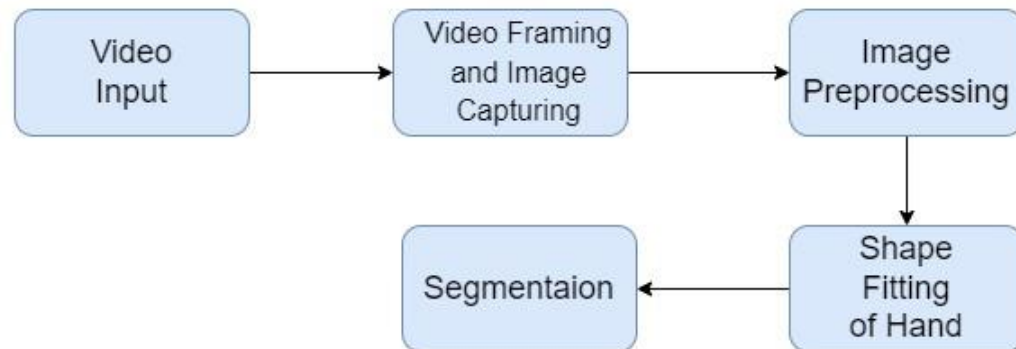 Video
Input
Video Framing
and Image
Capturing
Image
Preprocessing
Shape
Fitting
of Hand
Segmentaion